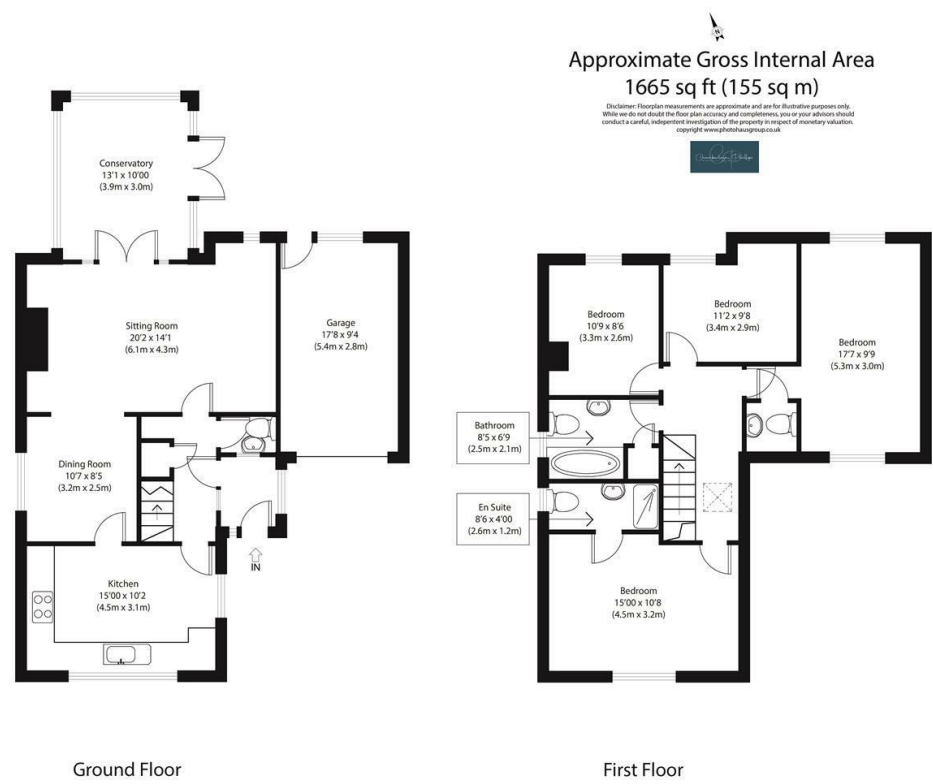 N
Approximate Gross Internal Area
1665 sq ft (155 sq m)
Disclaimer: Floorplan measurements are approximate and are for illustrative purposes only.
While we do not doubt the floor plan accuracy and completeness, you or your advisors should
conduct a careful, independent investigation of the property in respect of monetary valuation.
copyright www.photohausgroup.co.uk
Conservatory
13'1 x 10'00
(3.9m x 3.0m)
Sitting Room
20'2 x 14'1
(6.1m x 4.3m)
Garage
17'8 x 9'4
(5.4m x 2.8m)
Dining Room
10'7 x 8'5
(3.2m x 2.5m)
IN
Kitchen
15'00 x 10'2
(4.5m x 3.1m)
Ground Floor
Bedroom
10'9 x 8'6
(3.3m x 2.6m)
Bedroom
11'2 x 9'8
(3.4m x 2.9m)
Bedroom
17'7 x 9'9
(5.3m x 3.0m)
Bathroom
8'5 x 6'9
(2.5m x 2.1m)
En Suite
8'6 x 4'00
(2.6m x 1.2m)
Bedroom
15'00 x 10'8
(4.5m x 3.2m)
First Floor